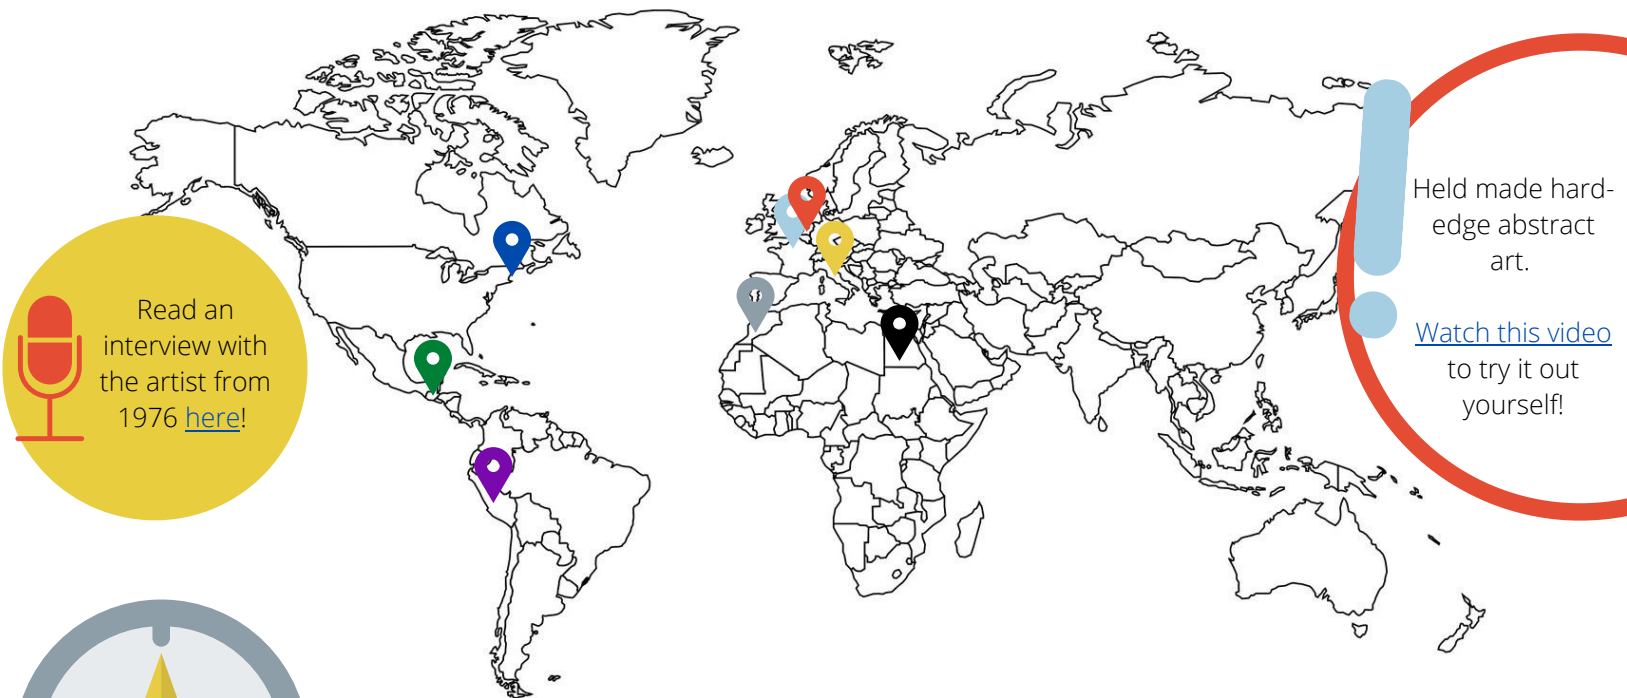 Read an
interview with
the artist from
1976 here!
Held made hard-
edge abstract
art.
Watch this video
to try it out
yourself!